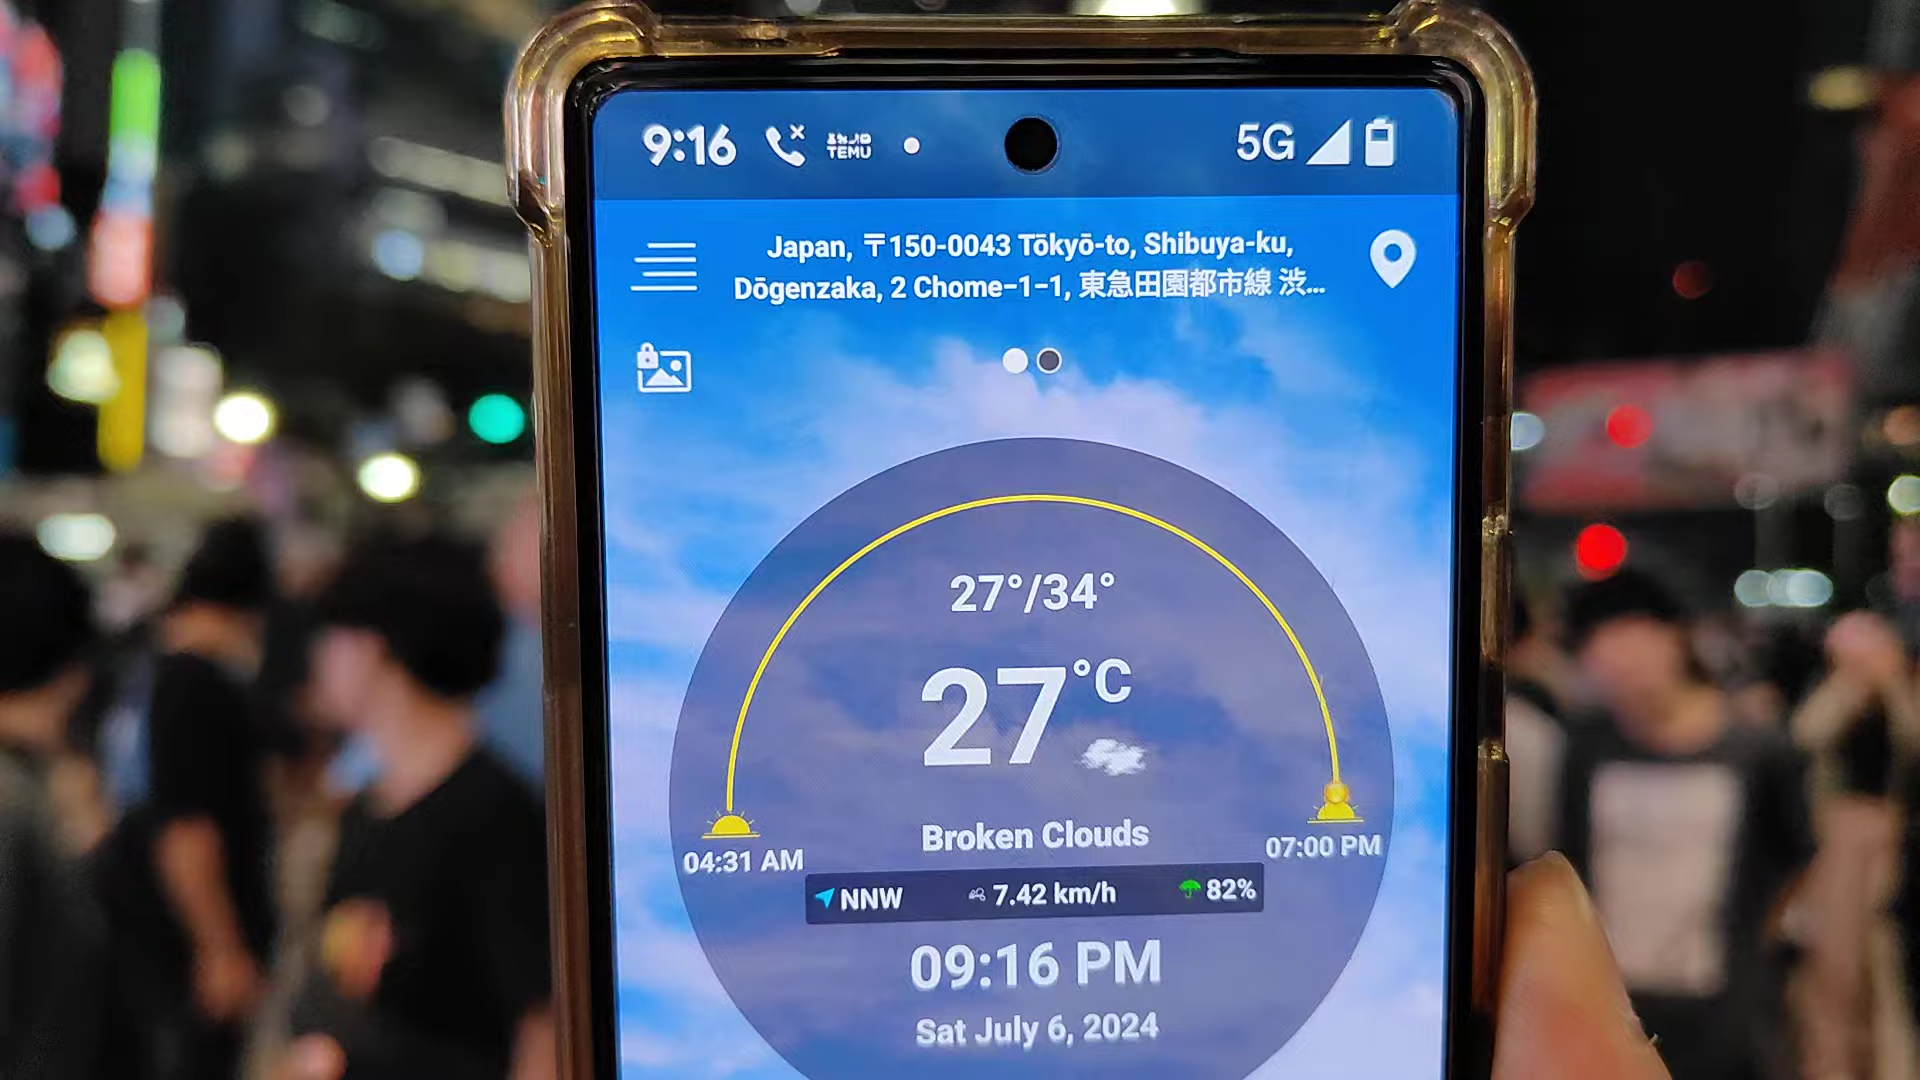 9:16 TEMU 5G
Japan, 〒150-0043 Tōkyō-to, Shibuya-ku,
Dōgenzaka, 2 Chome−1−1, 東急田園都市線 渋...
27°/34°
27°C
Broken Clouds
04:31 AM 07:00 PM
NNW 7.42 km/h 82%
09:16 PM
Sat July 6, 2024